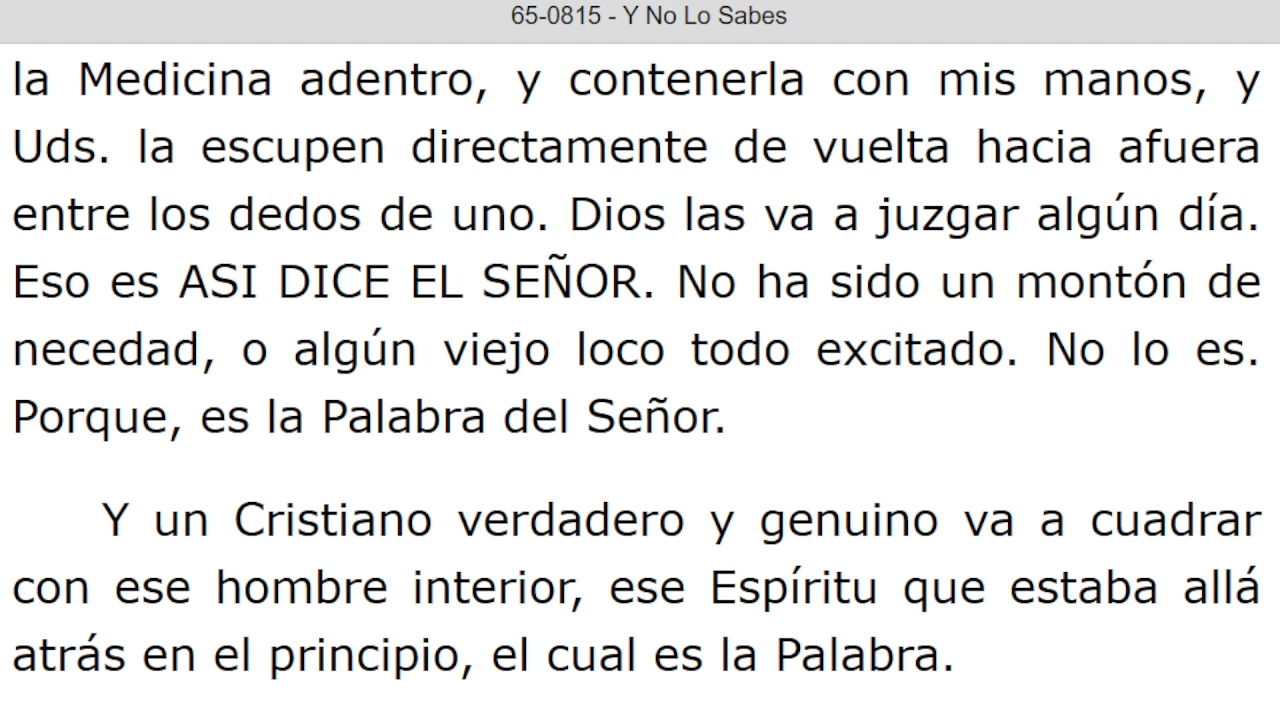 65-0815 - Y No Lo Sabes
la Medicina adentro, y contenerla con mis manos, y
Uds. la escupen directamente de vuelta hacia afuera
entre los dedos de uno. Dios las va a juzgar algún día.
Eso es ASI DICE EL SEÑOR. No ha sido un montón de
necedad, o algún viejo loco todo excitado. No lo es.
Porque, es la Palabra del Señor.
Y un Cristiano verdadero y genuino va a cuadrar
con ese hombre interior, ese Espíritu que estaba allá
atrás en el principio, el cual es la Palabra.